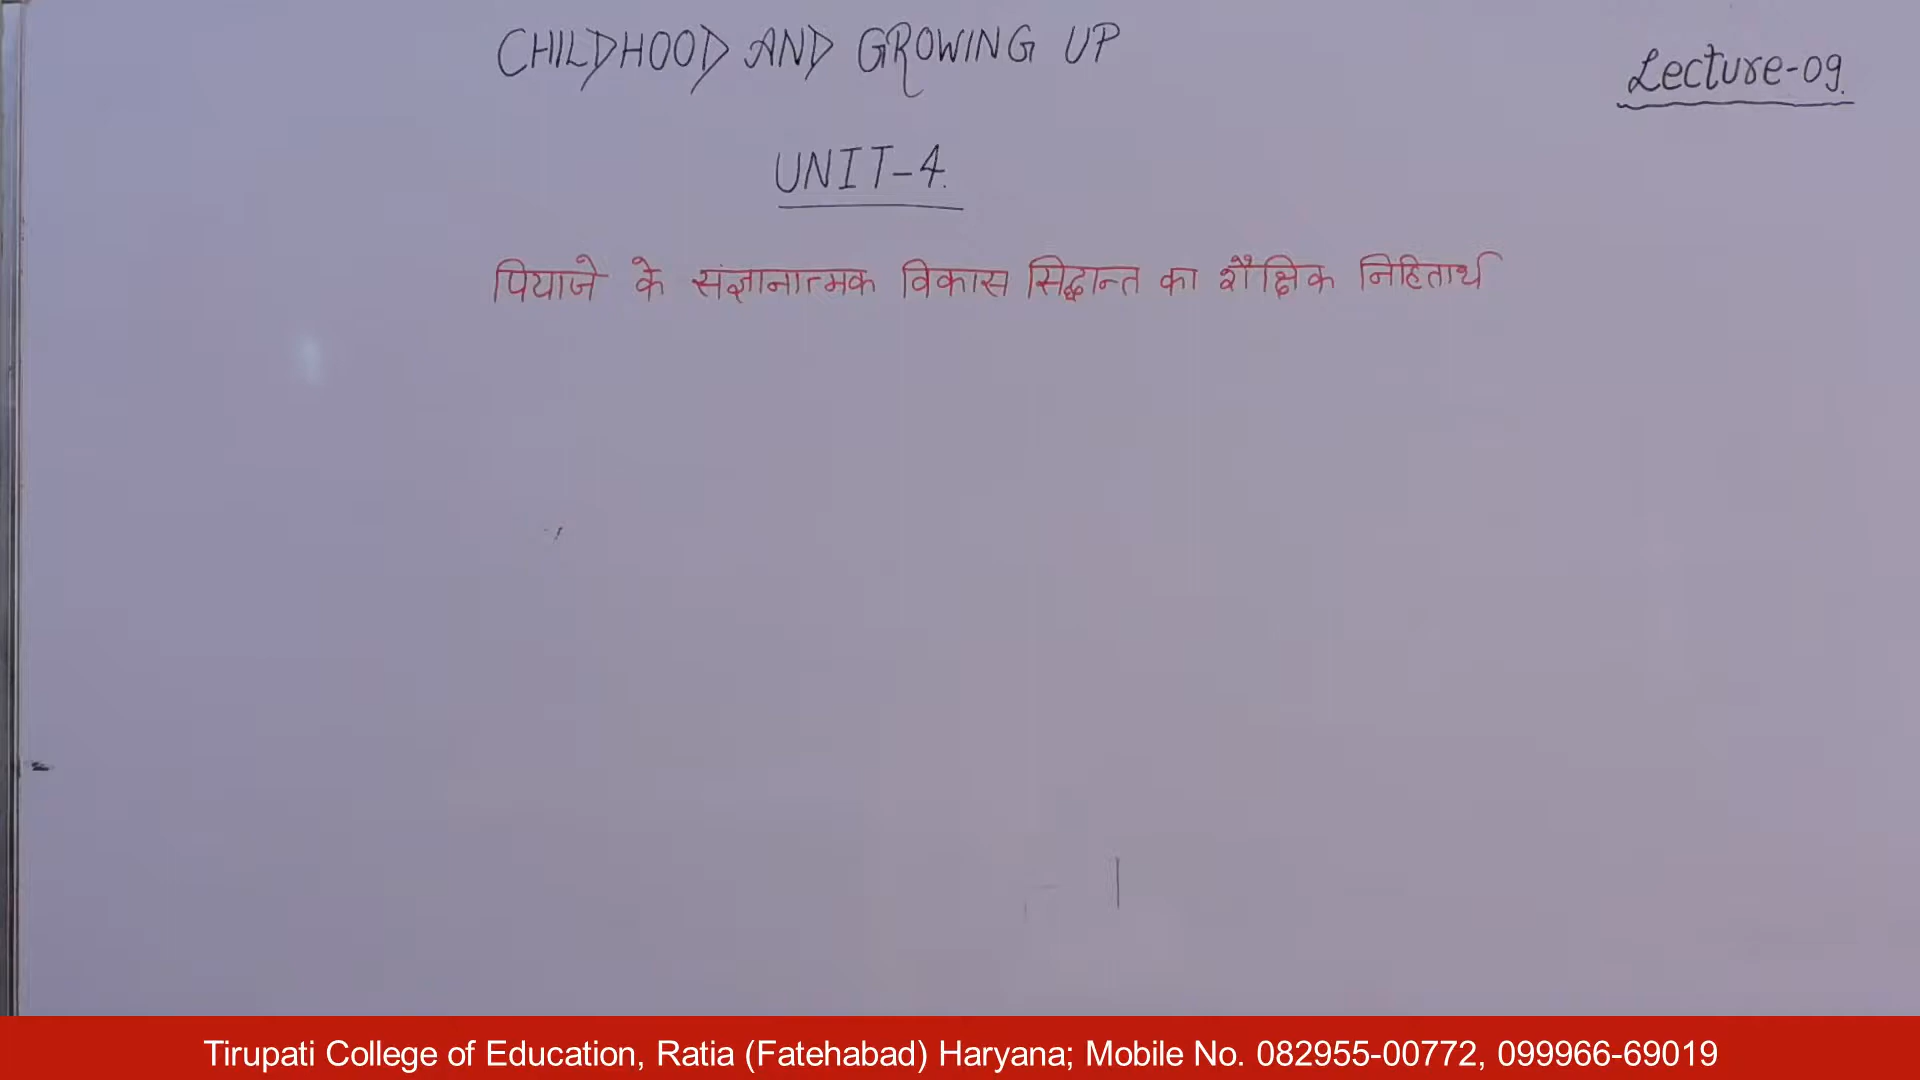 CHILDHOOD AND GROWING UP
Lecture-09.
UNIT-4.
पियाजे के संज्ञानात्मक विकास सिद्धान्त का शैक्षिक निहितार्थ
Tirupati College of Education, Ratia (Fatehabad) Haryana; Mobile No. 082955-00772, 099966-69019